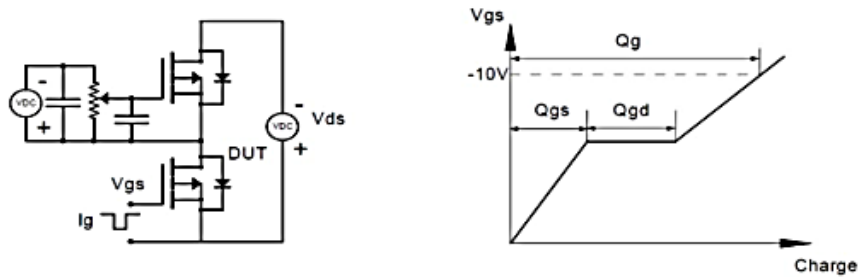 -
VDC
+
Vgs
Ig
DUT
-
VDC
+
Vds
Vgs
Qg
-10V
Qgs
Qgd
Charge